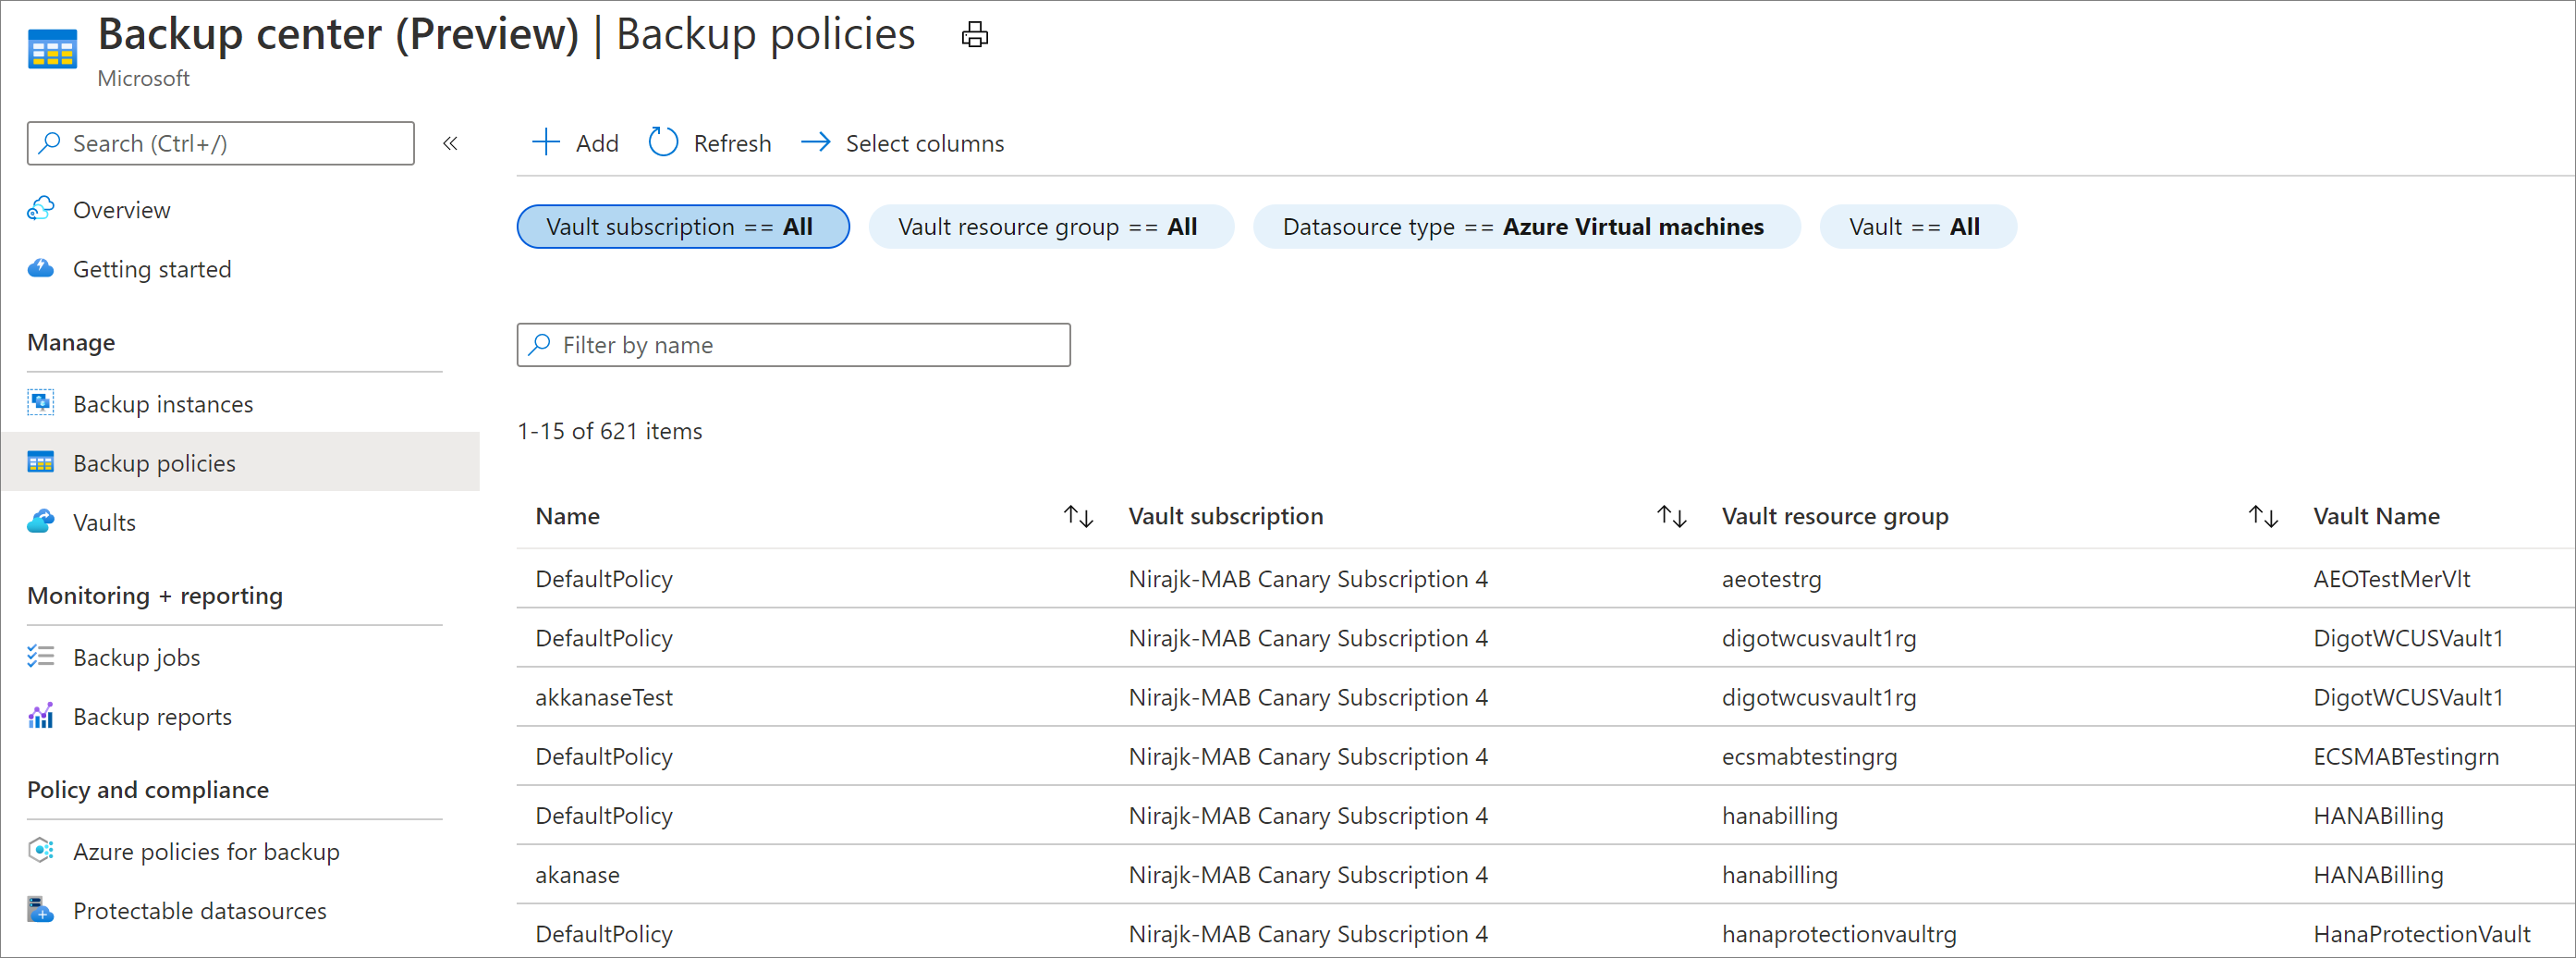 Backup center (Preview) | Backup policies
Microsoft
Search (Ctrl+/)
«
Overview
Getting started
Manage
Backup instances
Backup policies
Vaults
Monitoring + reporting
Backup jobs
Backup reports
Policy and compliance
Azure policies for backup
Protectable datasources
Add Refresh Select columns
Vault subscription == All Vault resource group == All Datasource type == Azure Virtual machines Vault == All
Filter by name
1-15 of 621 items
Name Vault subscription Vault resource group Vault Name
DefaultPolicy Nirajk-MAB Canary Subscription 4 aeotestrg AEOTestMerVlt
DefaultPolicy Nirajk-MAB Canary Subscription 4 digotwcusvault1rg DigotWCUSVault1
akkanaseTest Nirajk-MAB Canary Subscription 4 digotwcusvault1rg DigotWCUSVault1
DefaultPolicy Nirajk-MAB Canary Subscription 4 ecsmabtestingrg ECSMABTestingrn
DefaultPolicy Nirajk-MAB Canary Subscription 4 hanabilling HANABilling
akanase Nirajk-MAB Canary Subscription 4 hanabilling HANABilling
DefaultPolicy Nirajk-MAB Canary Subscription 4 hanaprotectionvaultrg HanaProtectionVault